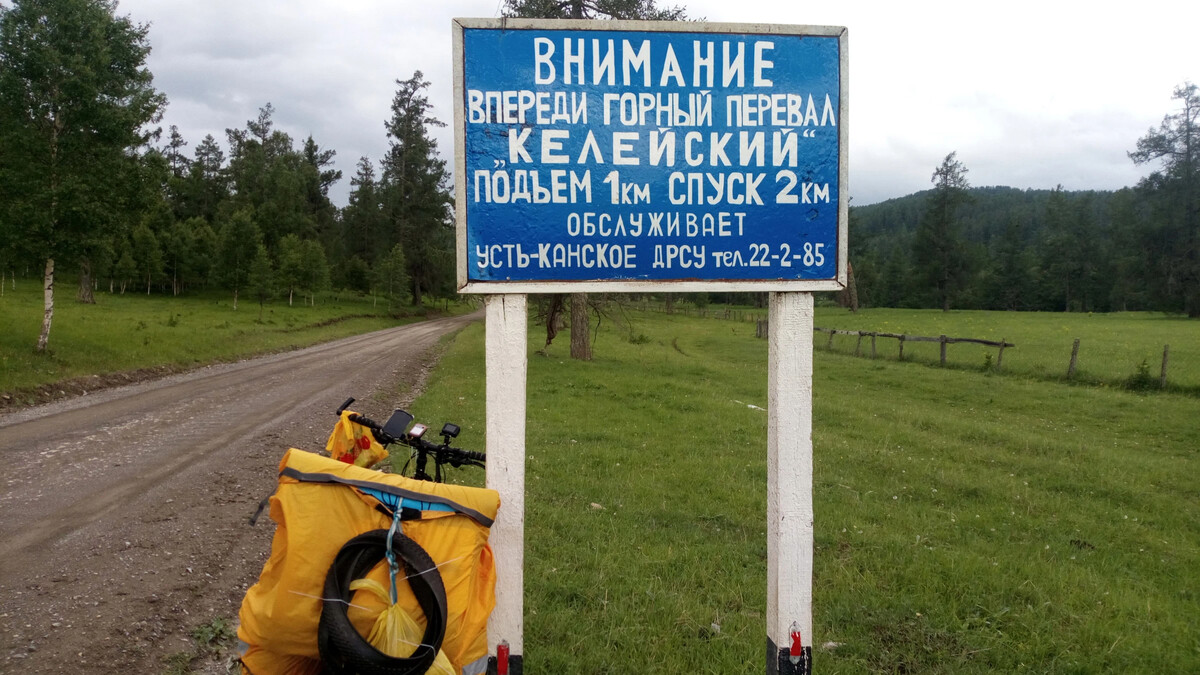 ВНИМАНИЕ
ВПЕРЕДИ ГОРНЫЙ ПЕРЕВАЛ
„КЕЛЕЙСКИЙ“
ПОДЪЕМ 1КМ СПУСК 2КМ
ОБСЛУЖИВАЕТ
УСТЬ-КАНСКОЕ ДРСУ ТЕЛ. 22-2-85